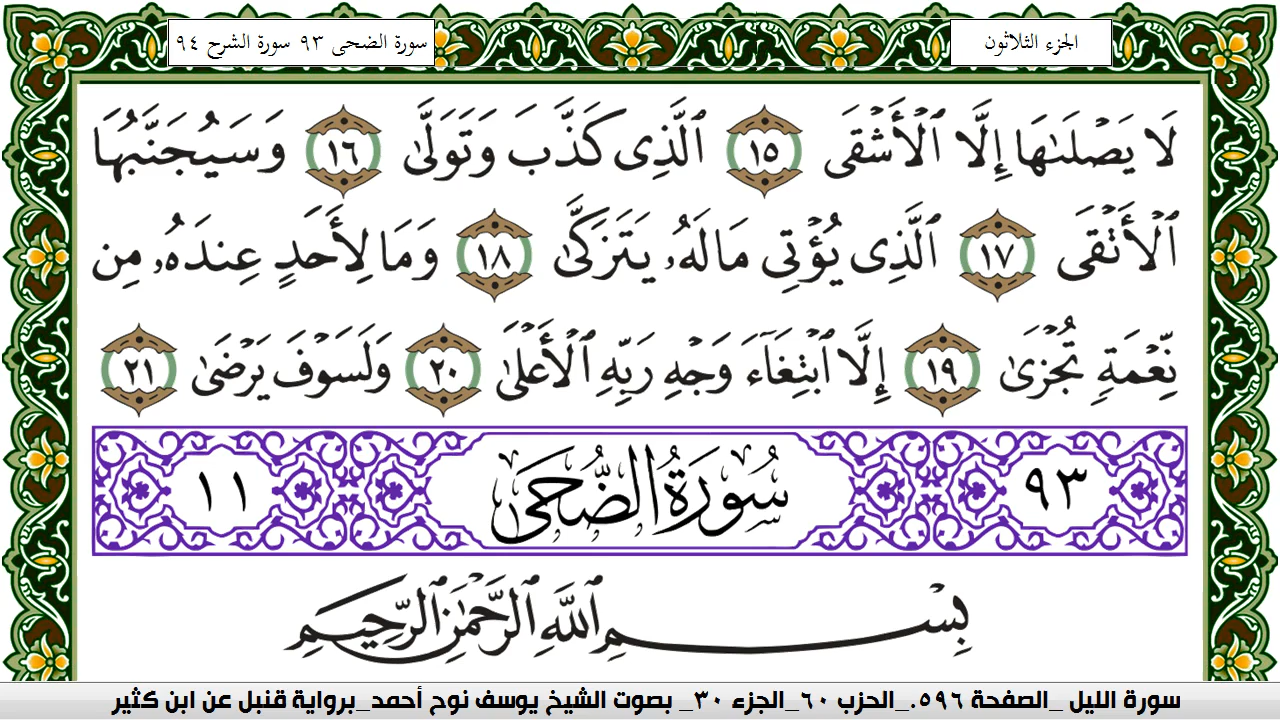 الجزء الثلاثون
سورة الضحى ٩٣ سورة الشرح ٩٤
لَا يَصۡلَىٰهَا إِلَّا ٱلۡأَشۡقَى ١٥ ٱلَّذِى كَذَّبَ وَتَوَلَّىٰ ١٦ وَسَيُجَنَّبُهَا
ٱلۡأَتۡقَى ١٧ ٱلَّذِى يُؤۡتِى مَالَهُۥ يَتَزَكَّىٰ ١٨ وَمَا لِأَحَدٍ عِندَهُۥ مِن
نِّعۡمَةٍ تُجۡزَىٰ ١٩ إِلَّا ٱبۡتِغَآءَ وَجۡهِ رَبِّهِ ٱلۡأَعۡلَىٰ ٢٠ وَلَسَوۡفَ يَرۡضَىٰ ٢١
٩٣ سُورَةُ الضُّحَى ١١
بِسۡمِ ٱللَّهِ ٱلرَّحۡمَٰنِ ٱلرَّحِيمِ
سورة الليل _الصفحة ٥٩٦._الحزب ٦٠_الجزء ٣٠_ بصوت الشيخ يوسف نوح أحمد_برواية قنبل عن ابن كثير